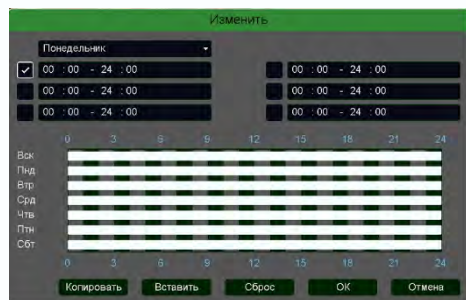 Изменить
Понедельник
00 :00 - 24 :00 00 :00 - 24 :00
00 :00 - 24 :00 00 :00 - 24 :00
00 :00 - 24 :00 00 :00 - 24 :00
0 3 6 9 12 15 18 21 24
Вск
Пнд
Втр
Срд
Чтв
Птн
Сбт
0 3 6 9 12 15 18 21 24
Копировать Вставить Сброс OK Отмена